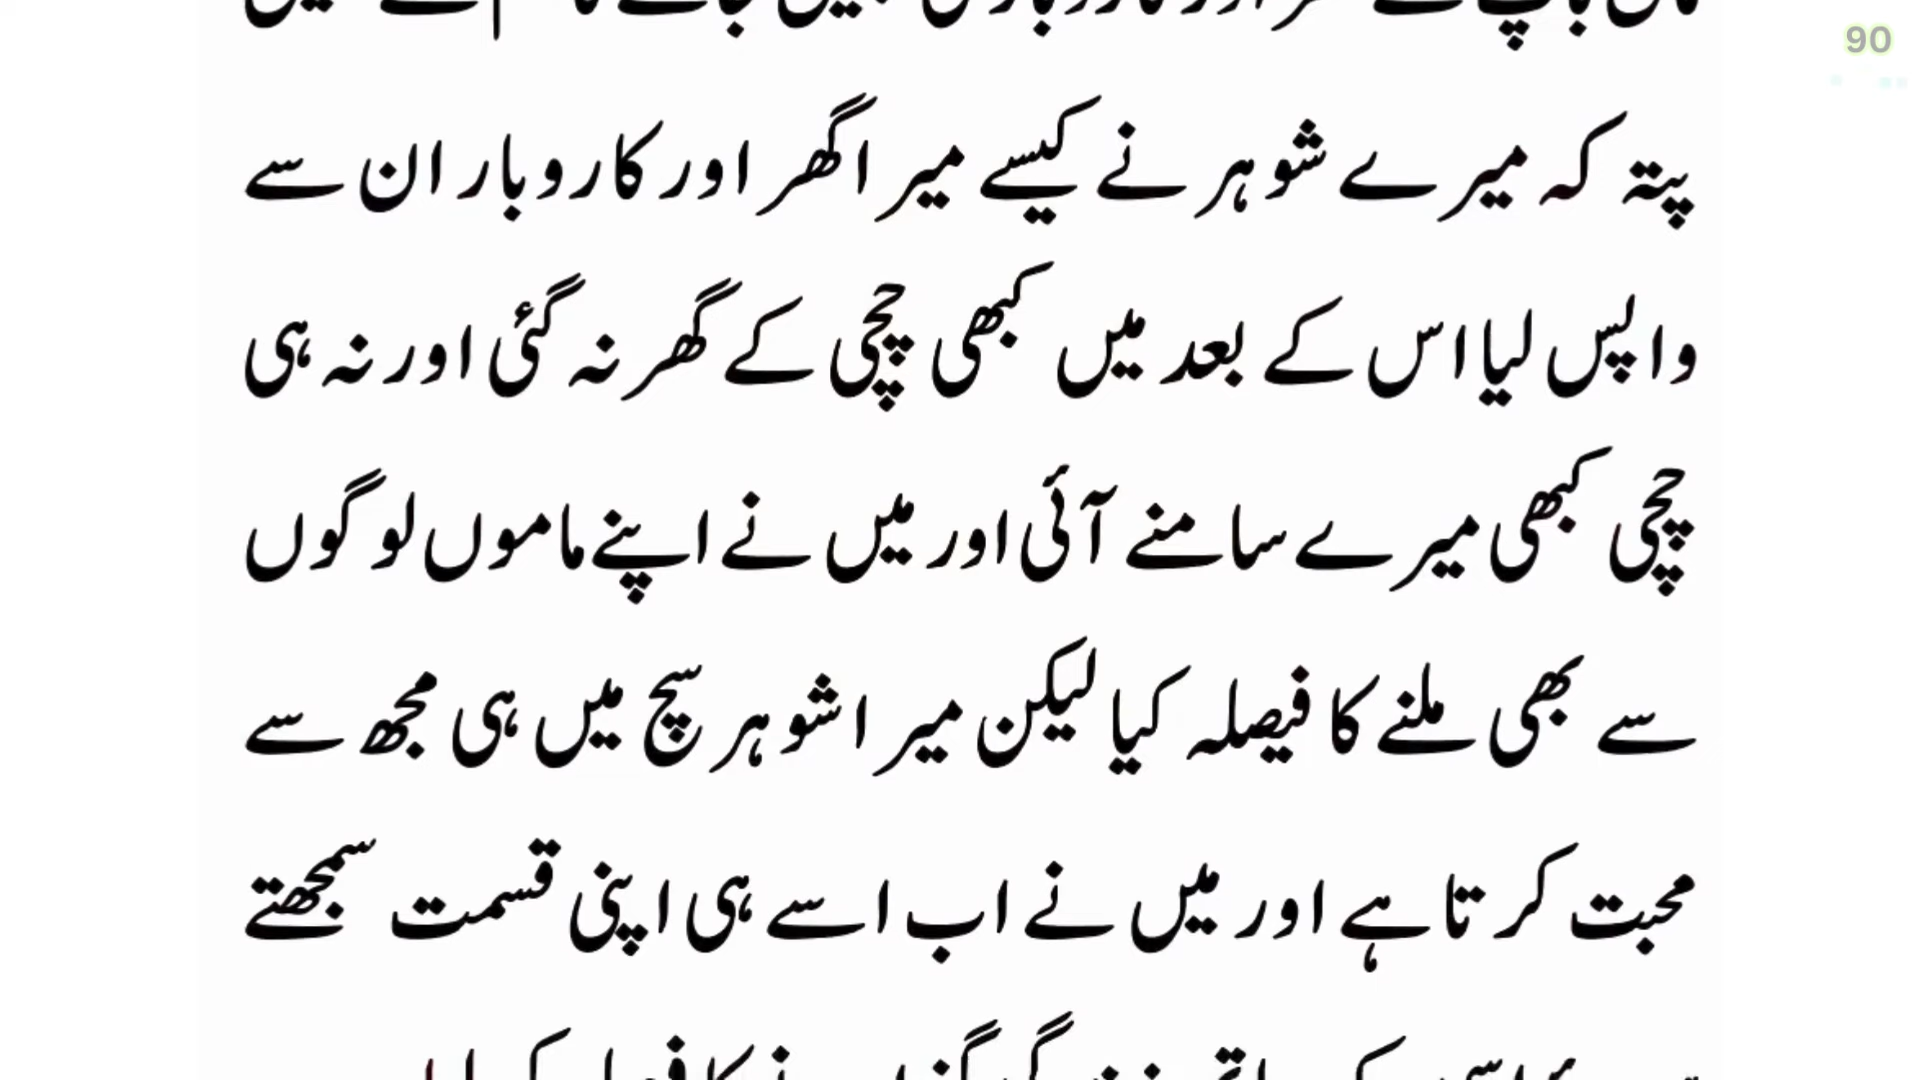 90
پتہ کہ میرے شوہر نے کیسے میرا گھر اور کاروبار ان سے
واپس لیا اس کے بعد میں کبھی چچی کے گھر نہ گئی اور نہ ہی
چچی کبھی میرے سامنے آئی اور میں نے اپنے ماموں لوگوں
سے بھی ملنے کا فیصلہ کیا لیکن میرا شوہر سچ میں ہی مجھ سے
محبت کرتا ہے اور میں نے اب اسے ہی اپنی قسمت سمجھتے